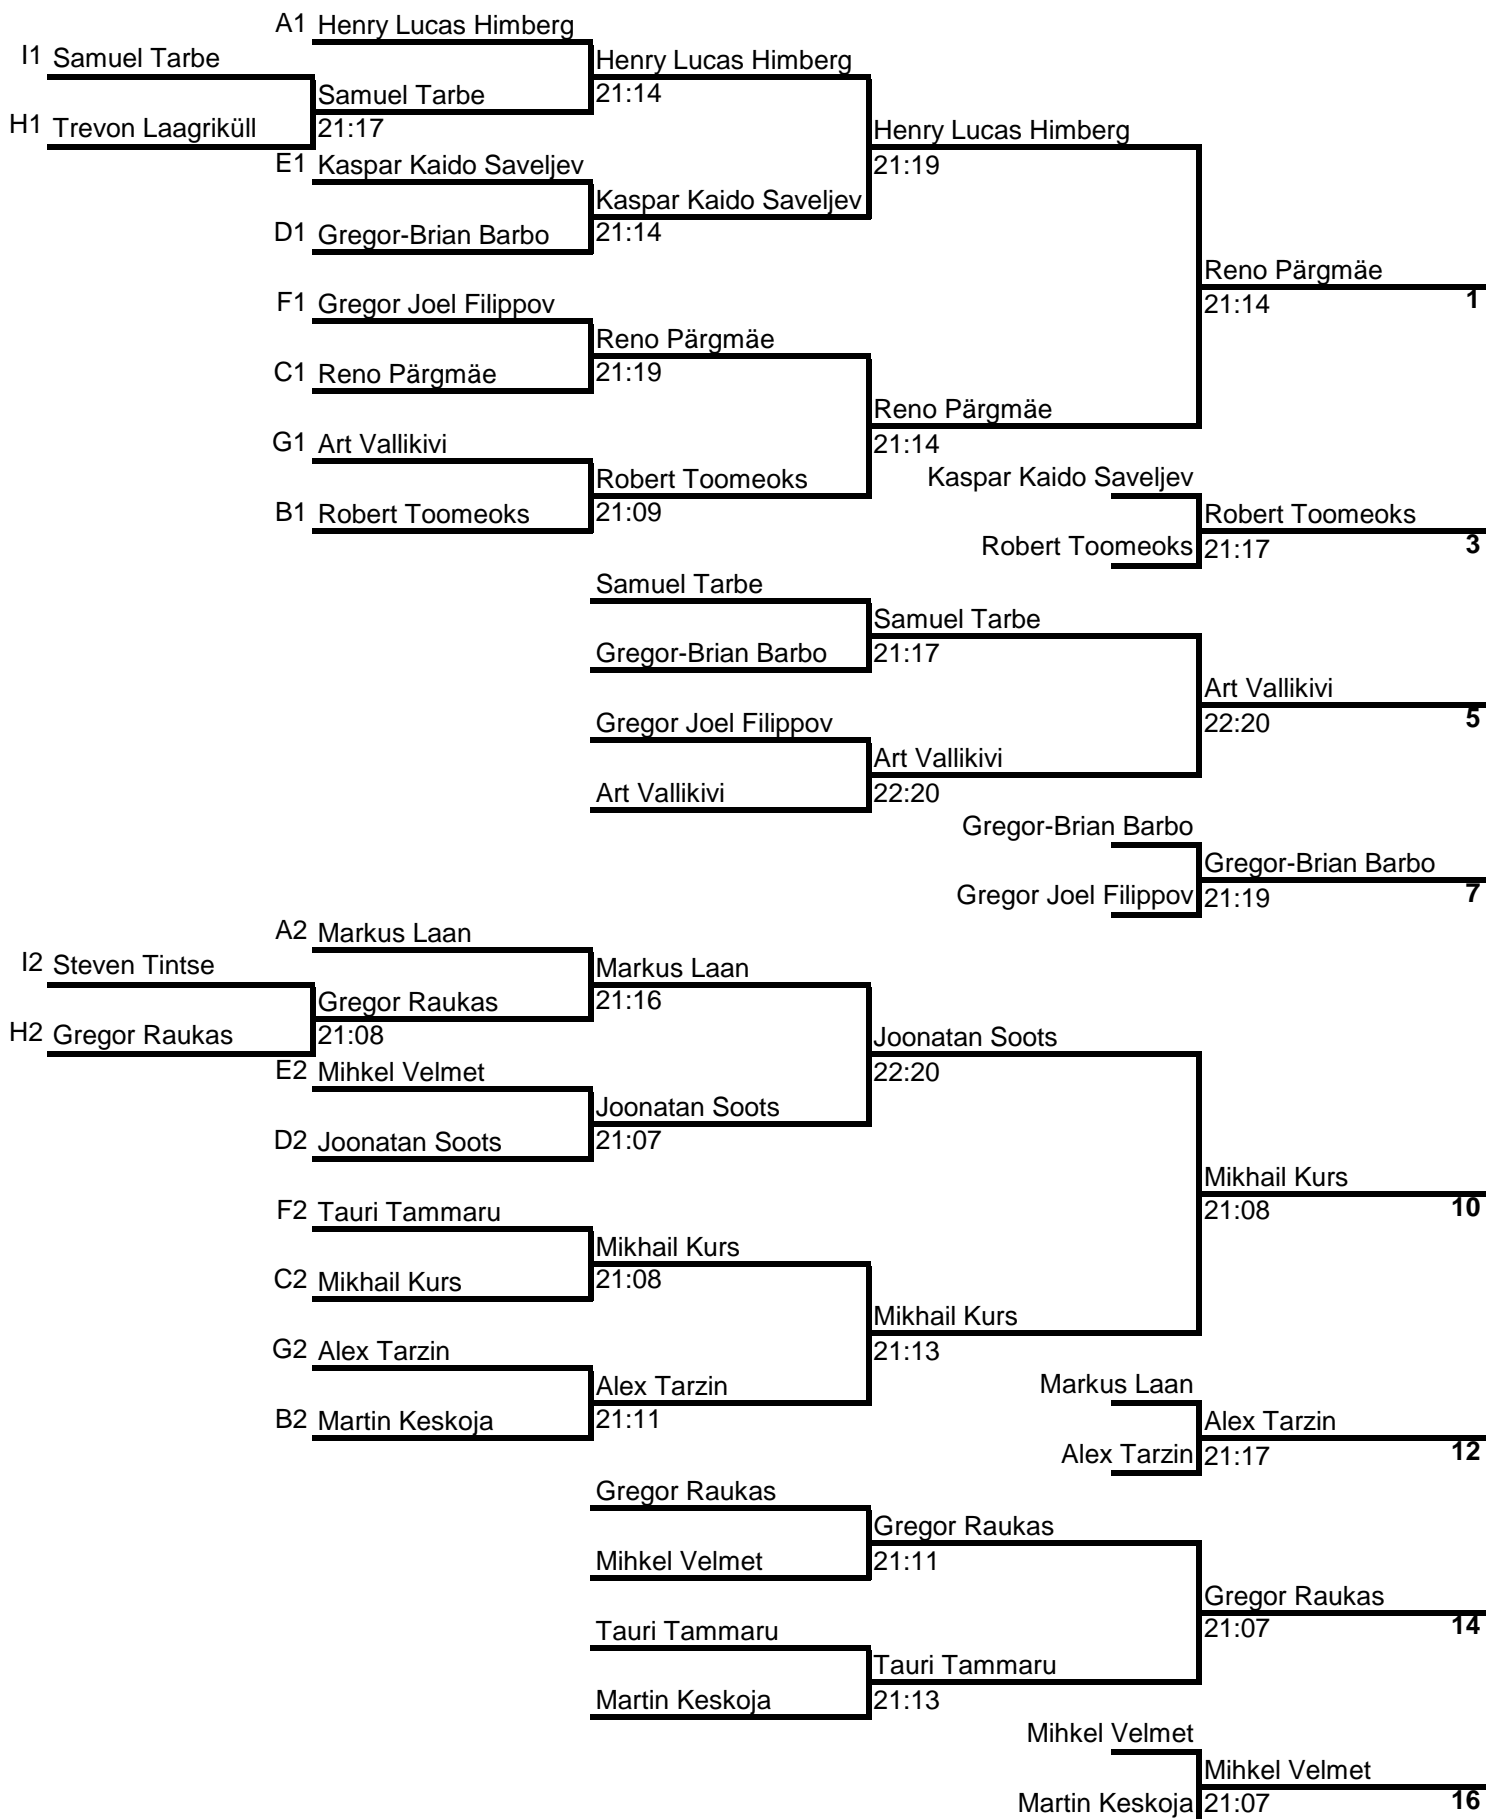 A1 Henry Lucas Himberg
I1 Samuel Tarbe
Henry Lucas Himberg
Samuel Tarbe
21:14
H1 Trevon Laagriküll
21:17
Henry Lucas Himberg
E1 Kaspar Kaido Saveljev
21:19
Kaspar Kaido Saveljev
D1 Gregor-Brian Barbo
21:14
Reno Pärgmäe
F1 Gregor Joel Filippov
21:14
1
Reno Pärgmäe
C1 Reno Pärgmäe
21:19
Reno Pärgmäe
G1 Art Vallikivi
21:14
Kaspar Kaido Saveljev
Robert Toomeoks
B1 Robert Toomeoks
21:09
Robert Toomeoks
Robert Toomeoks
21:17
3
Samuel Tarbe
Samuel Tarbe
Gregor-Brian Barbo
21:17
Art Vallikivi
Gregor Joel Filippov
22:20
5
Art Vallikivi
Art Vallikivi
22:20
Gregor-Brian Barbo
Gregor-Brian Barbo
Gregor Joel Filippov
21:19
7
A2 Markus Laan
I2 Steven Tintse
Markus Laan
Gregor Raukas
21:16
H2 Gregor Raukas
21:08
Joonatan Soots
E2 Mihkel Velmet
22:20
Joonatan Soots
D2 Joonatan Soots
21:07
Mikhail Kurs
F2 Tauri Tammaru
21:08
10
Mikhail Kurs
C2 Mikhail Kurs
21:08
Mikhail Kurs
G2 Alex Tarzin
21:13
Markus Laan
Alex Tarzin
B2 Martin Keskoja
21:11
Alex Tarzin
Alex Tarzin
21:17
12
Gregor Raukas
Gregor Raukas
Mihkel Velmet
21:11
Gregor Raukas
Tauri Tammaru
21:07
14
Tauri Tammaru
Martin Keskoja
21:13
Mihkel Velmet
Mihkel Velmet
Martin Keskoja
21:07
16